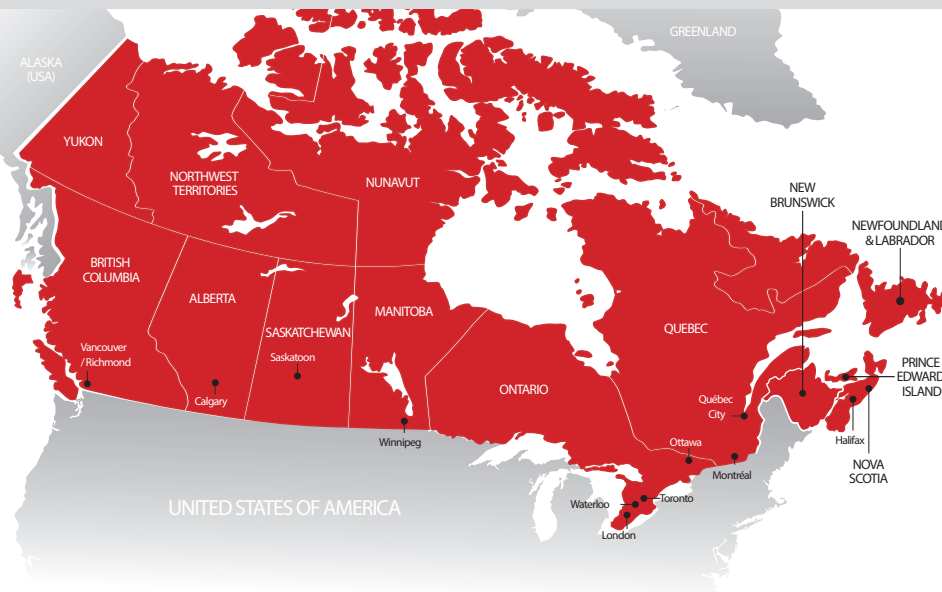 GREENLAND
ALASKA
(USA)
YUKON
NORTHWEST
TERRITORIES
NUNAVUT
NEW
BRUNSWICK
NEWFOUNDLAND
& LABRADOR
BRITISH
COLUMBIA
ALBERTA
SASKATCHEWAN
MANITOBA
QUEBEC
ONTARIO
Vancouver
/ Richmond
Saskatoon
Calgary
Winnipeg
PRINCE
EDWARD
ISLAND
Québec
City
Ottawa
Montréal
Halifax
NOVA
SCOTIA
UNITED STATES OF AMERICA
Waterloo
Toronto
London